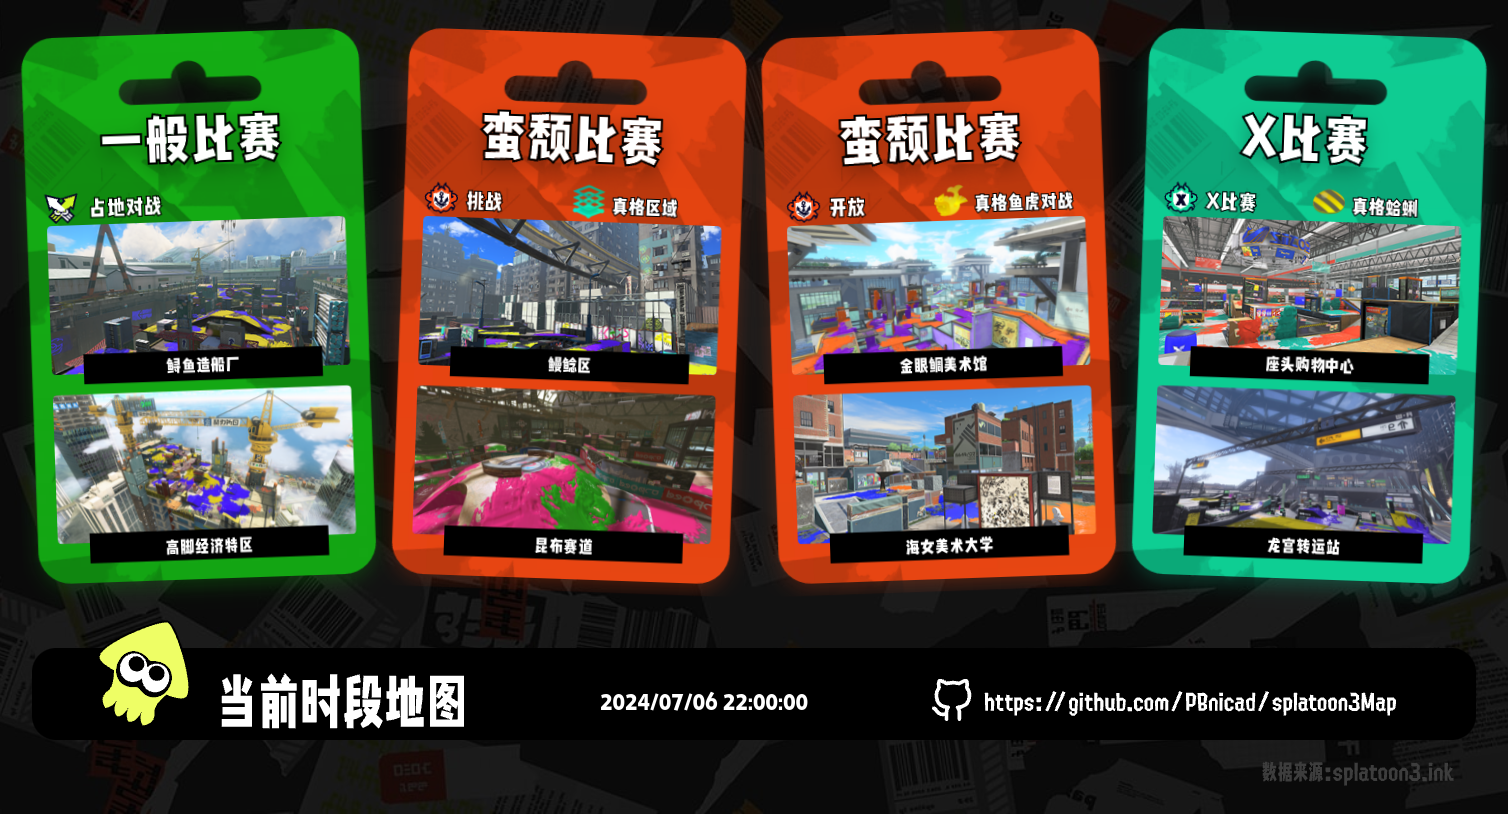 一般比赛
占地对战
鲟鱼造船厂
高脚经济特区
蛮颓比赛
挑战
真格区域
鳗鲶区
昆布赛道
蛮颓比赛
开放
真格鱼虎对战
金眼鲷美术馆
海女美术大学
X比赛
X比赛
真格蛤蜊
座头购物中心
龙宫转运站
当前时段地图
2024/07/06 22:00:00
https://github.com/PBnicad/splatoon3Map
数据来源:splatoon3.ink